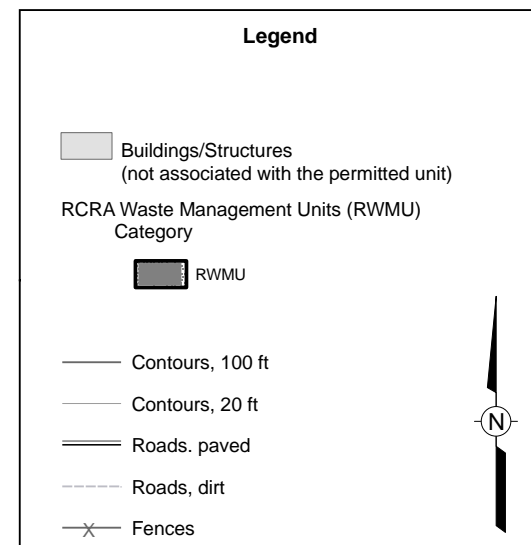 Legend
Buildings/Structures
(not associated with the permitted unit)
RCRA Waste Management Units (RWMU)
Category
RWMU
Contours, 100 ft
Contours, 20 ft
Roads. paved
Roads, dirt
X Fences
N